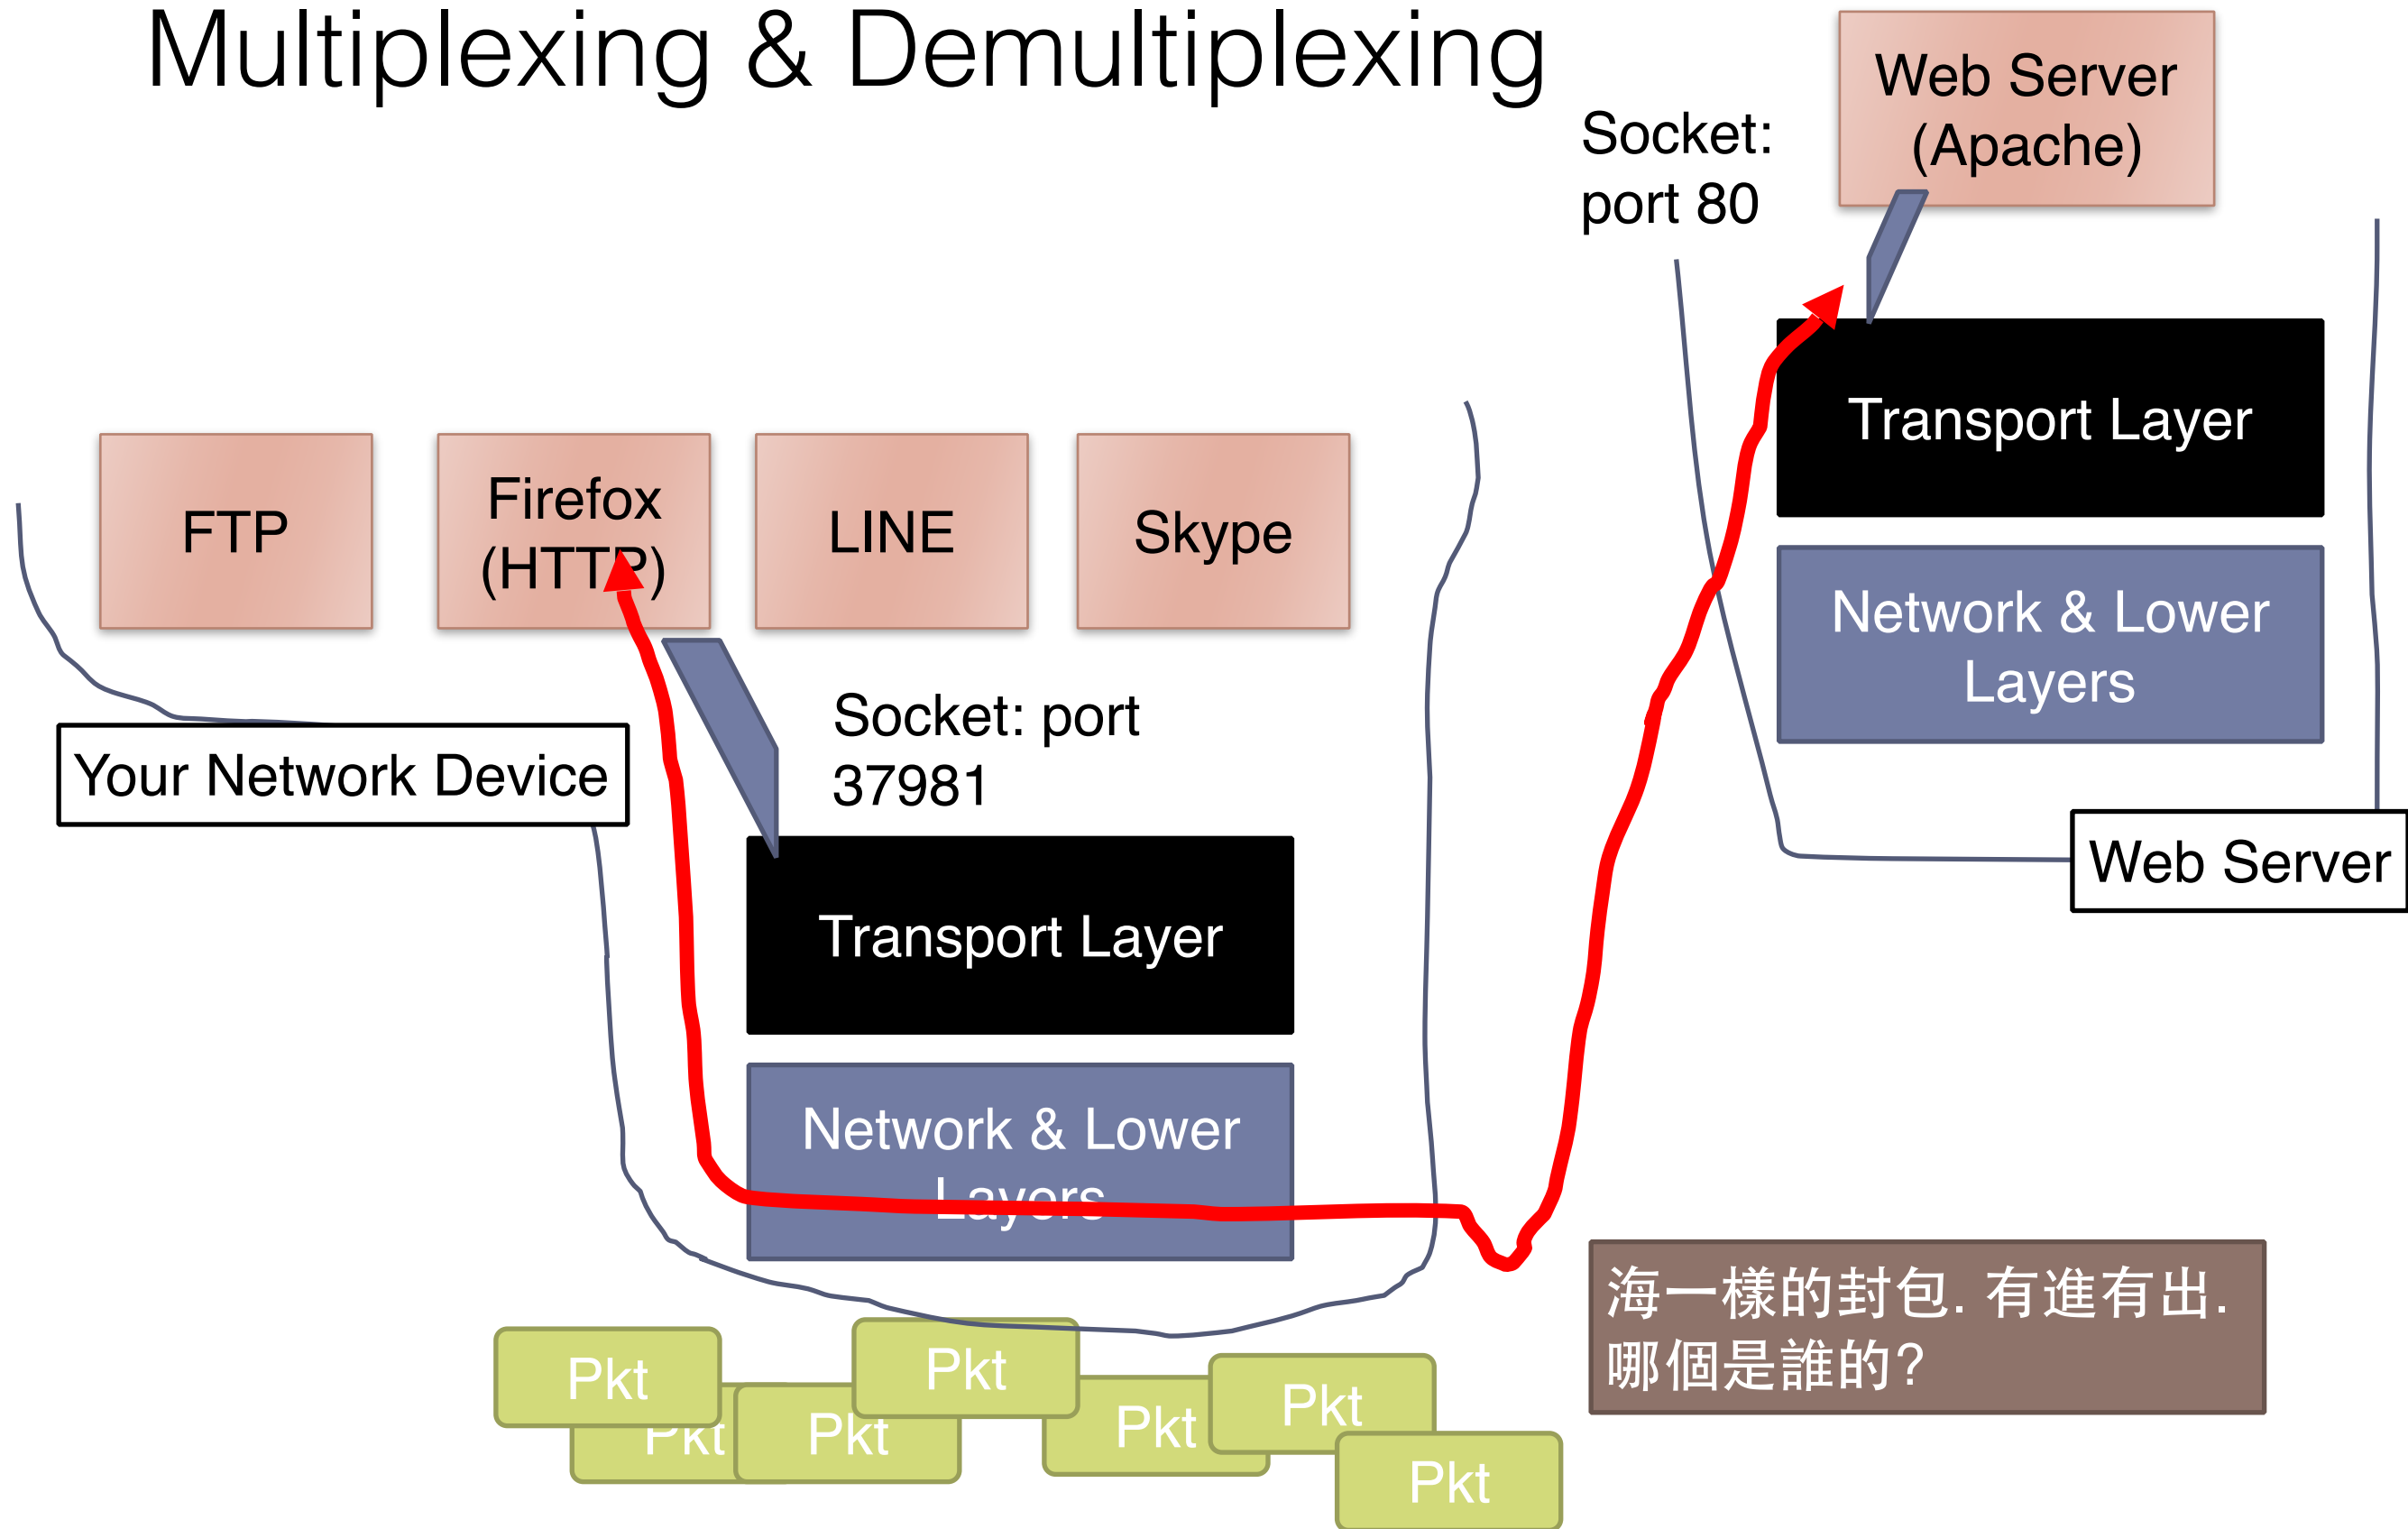 Multiplexing & Demultiplexing
Web Server
(Apache)
Socket:
port 80
Transport Layer
Network & Lower
Layers
Web Server
FTP
Firefox
(HTTP)
LINE
Skype
Your Network Device
Socket: port
37981
Transport Layer
Network & Lower
Layers
海一樣的封包. 有進有出.
哪個是誰的?
Pkt
Pkt
Pkt
Pkt
Pkt
Pkt
Pkt